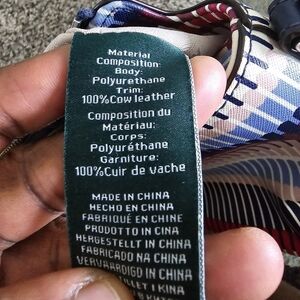 Material
Composition:
Body:
Polyurethane
Trim:
100%Cow leather
Composition du
Matériau:
Corps:
Polyuréthane
Garniture:
100%Cuir de vache
MADE IN CHINA
HECHO EN CHINA
FABRIQUÉ EN CHINE
PRODOTTO IN CINA
HERGESTELLT IN CHINA
FABRICADO NA CHINA
VERVAARDIGD IN CHINA
I KINA